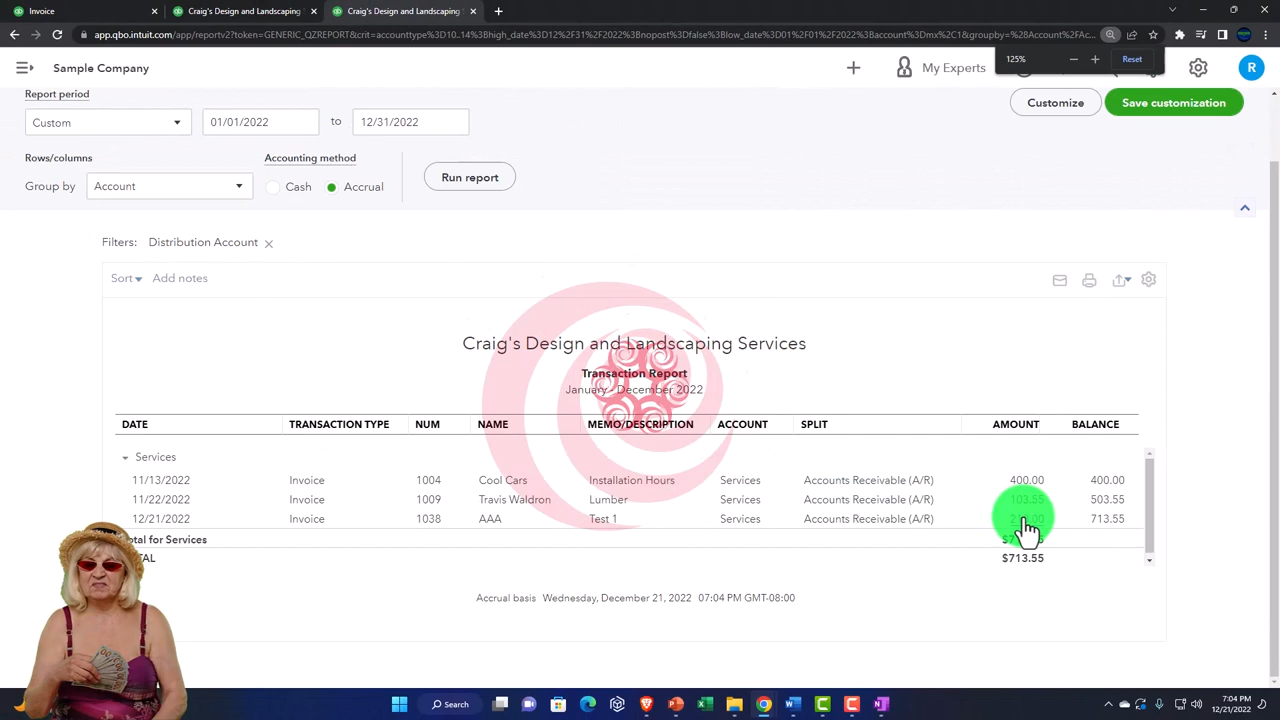 Invoice
Craig's Design and Landscaping
Craig's Design and Landscaping
app.qbo.intuit.com/app/reportv2?token=GENERIC_QZREPORT&crit=accounttype%3D10..14%3Bhigh_date%3D12%2F31%2F2022%3Bnopost%3Dfalse%3Blow_date%3D01%2F01%2F2022%3Baccount%3Dmx%2C1&groupby=%28Account%2FAc...
125%
Reset
Sample Company
My Experts
R
Report period
Customize
Save customization
Custom
01/01/2022
to
12/31/2022
Rows/columns
Accounting method
Group by
Account
Cash
Accrual
Run report
Filters: Distribution Account
Sort
Add notes
Craig's Design and Landscaping Services
Transaction Report
January - December 2022
DATE TRANSACTION TYPE NUM NAME MEMO/DESCRIPTION ACCOUNT SPLIT AMOUNT BALANCE
Services
11/13/2022 Invoice 1004 Cool Cars Installation Hours Services Accounts Receivable (A/R) 400.00 400.00
11/22/2022 Invoice 1009 Travis Waldron Lumber Services Accounts Receivable (A/R) 103.55 503.55
12/21/2022 Invoice 1038 AAA Test 1 Services Accounts Receivable (A/R) 713.55
for Services
$713.55
Accrual basis Wednesday, December 21, 2022 07:04 PM GMT-08:00
Search
7:04 PM
12/21/2022